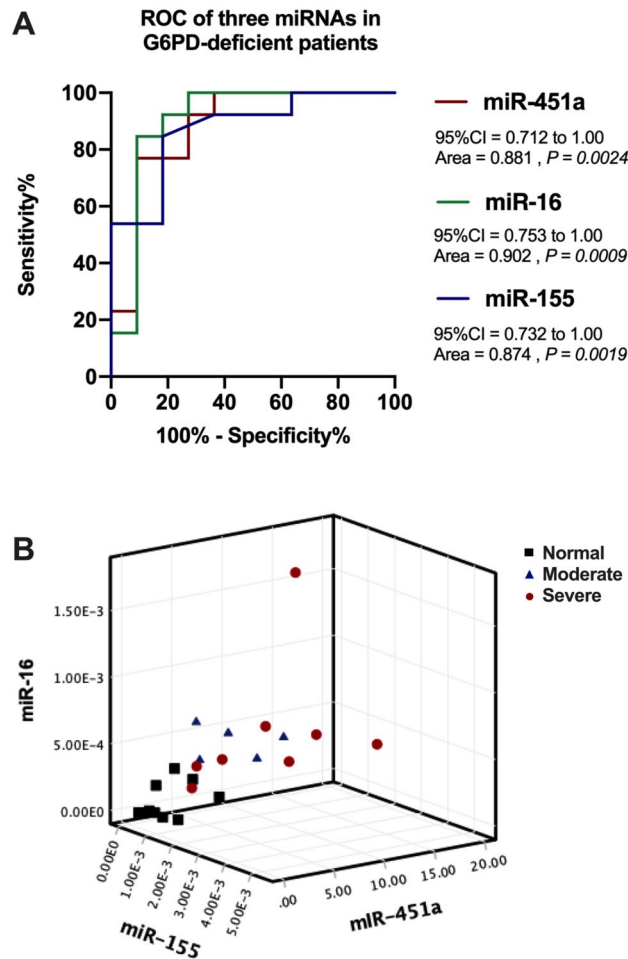 A
ROC of three miRNAs in
G6PD-deficient patients
100
80
60
40
20
0
Sensitivity%
0 20 40 60 80 100
100% - Specificity%
miR-451a
95%CI = 0.712 to 1.00
Area = 0.881 , P = 0.0024
miR-16
95%CI = 0.753 to 1.00
Area = 0.902 , P = 0.0009
miR-155
95%CI = 0.732 to 1.00
Area = 0.874 , P = 0.0019
B
Normal
Moderate
Severe
miR-16
1.50E-3
1.00E-3
5.00E-4
0.00E0
0.00E0
1.00E-3
2.00E-3
3.00E-3
4.00E-3
5.00E-3
miR-155
.00
5.00
10.00
15.00
20.00
mIR-451a